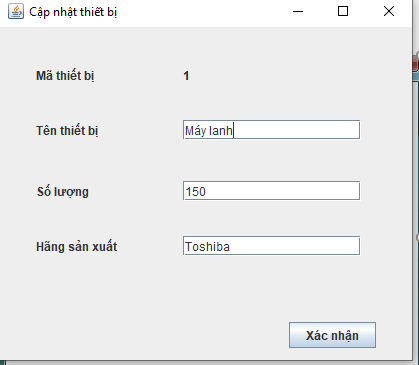 Cập nhật thiết bị
Mã thiết bị 1
Tên thiết bị Máy lanh
Số lượng 150
Hãng sản xuất Toshiba
Xác nhận